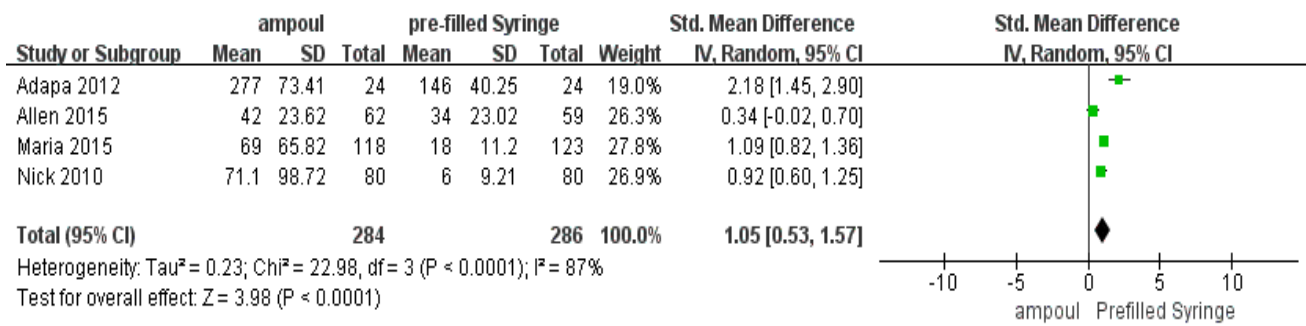 ampoul pre-filled Syringe Std. Mean Difference Std. Mean Difference
Study or Subgroup Mean SD Total Mean SD Total Weight IV, Random, 95% CI IV, Random, 95% CI
Adapa 2012 277 73.41 24 146 40.25 24 19.0% 2.18 [1.45, 2.90]
Allen 2015 42 23.62 62 34 23.02 59 26.3% 0.34 [-0.02, 0.70]
Maria 2015 69 65.82 118 18 11.2 123 27.8% 1.09 [0.82, 1.36]
Nick 2010 71.1 98.72 80 6 9.21 80 26.9% 0.92 [0.60, 1.25]
Total (95% CI) 284 286 100.0% 1.05 [0.53, 1.57]
Heterogeneity: Tau² = 0.23; Chi² = 22.98, df = 3 (P < 0.0001); I² = 87%
Test for overall effect: Z = 3.98 (P < 0.0001)
-10 -5 0 5 10
ampoul Prefilled Syringe